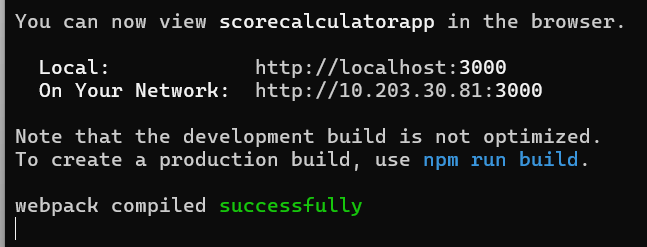 You can now view scorecalculatorapp in the browser.
Local: http://localhost:3000
On Your Network: http://10.203.30.81:3000
Note that the development build is not optimized.
To create a production build, use npm run build.
webpack compiled successfully